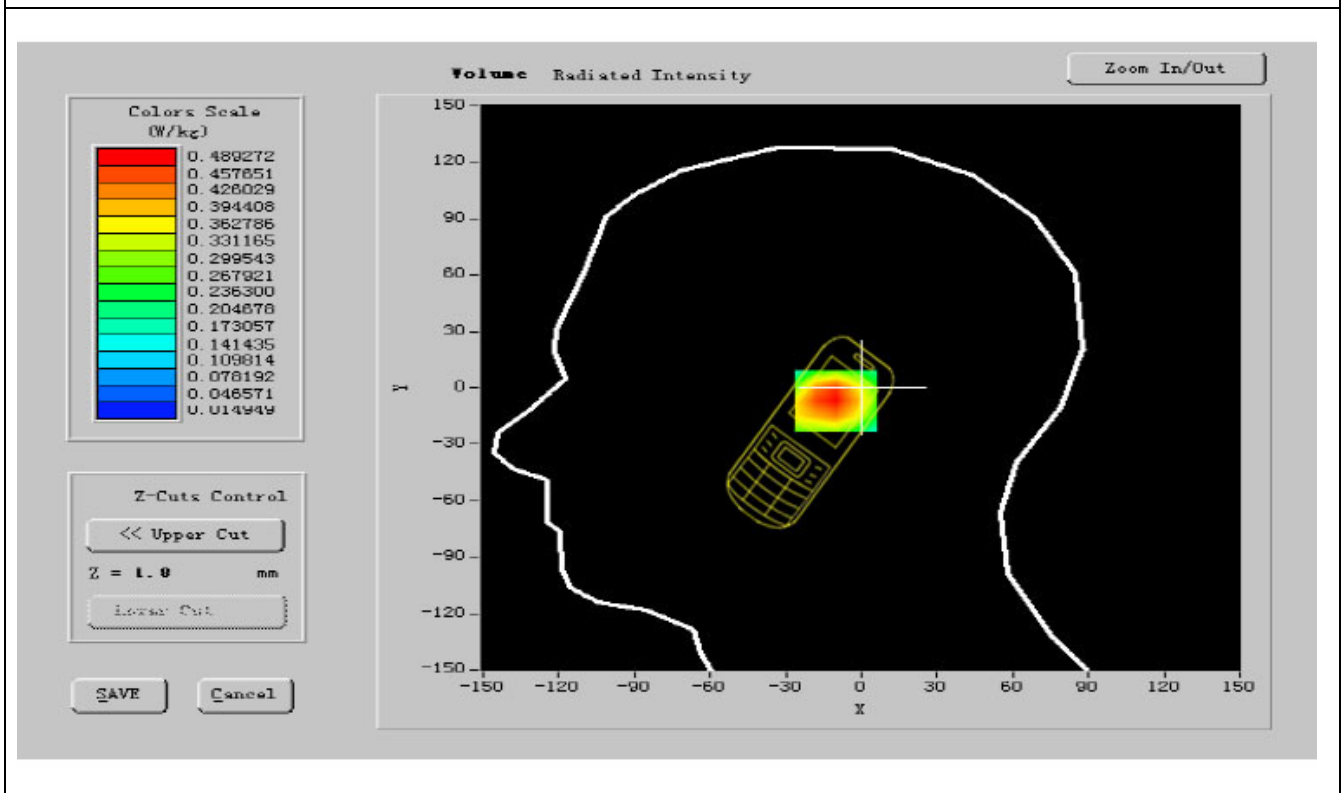 Volume Radiated Intensity
Zoom In/Out
Colors Scale
(W/kg)
0.489272
0.457651
0.426029
0.394408
0.362786
0.331165
0.299543
0.267921
0.236300
0.204678
0.173057
0.141435
0.109814
0.078192
0.046571
0.014949
Z-Cuts Control
<< Upper Cut
Z = 1.0 mm
Lower Cut
SAVE
Cancel
150
120
90
60
30
0
-30
-60
-90
-120
-150
Y
-150 -120 -90 -60 -30 0 30 60 90 120 150
X